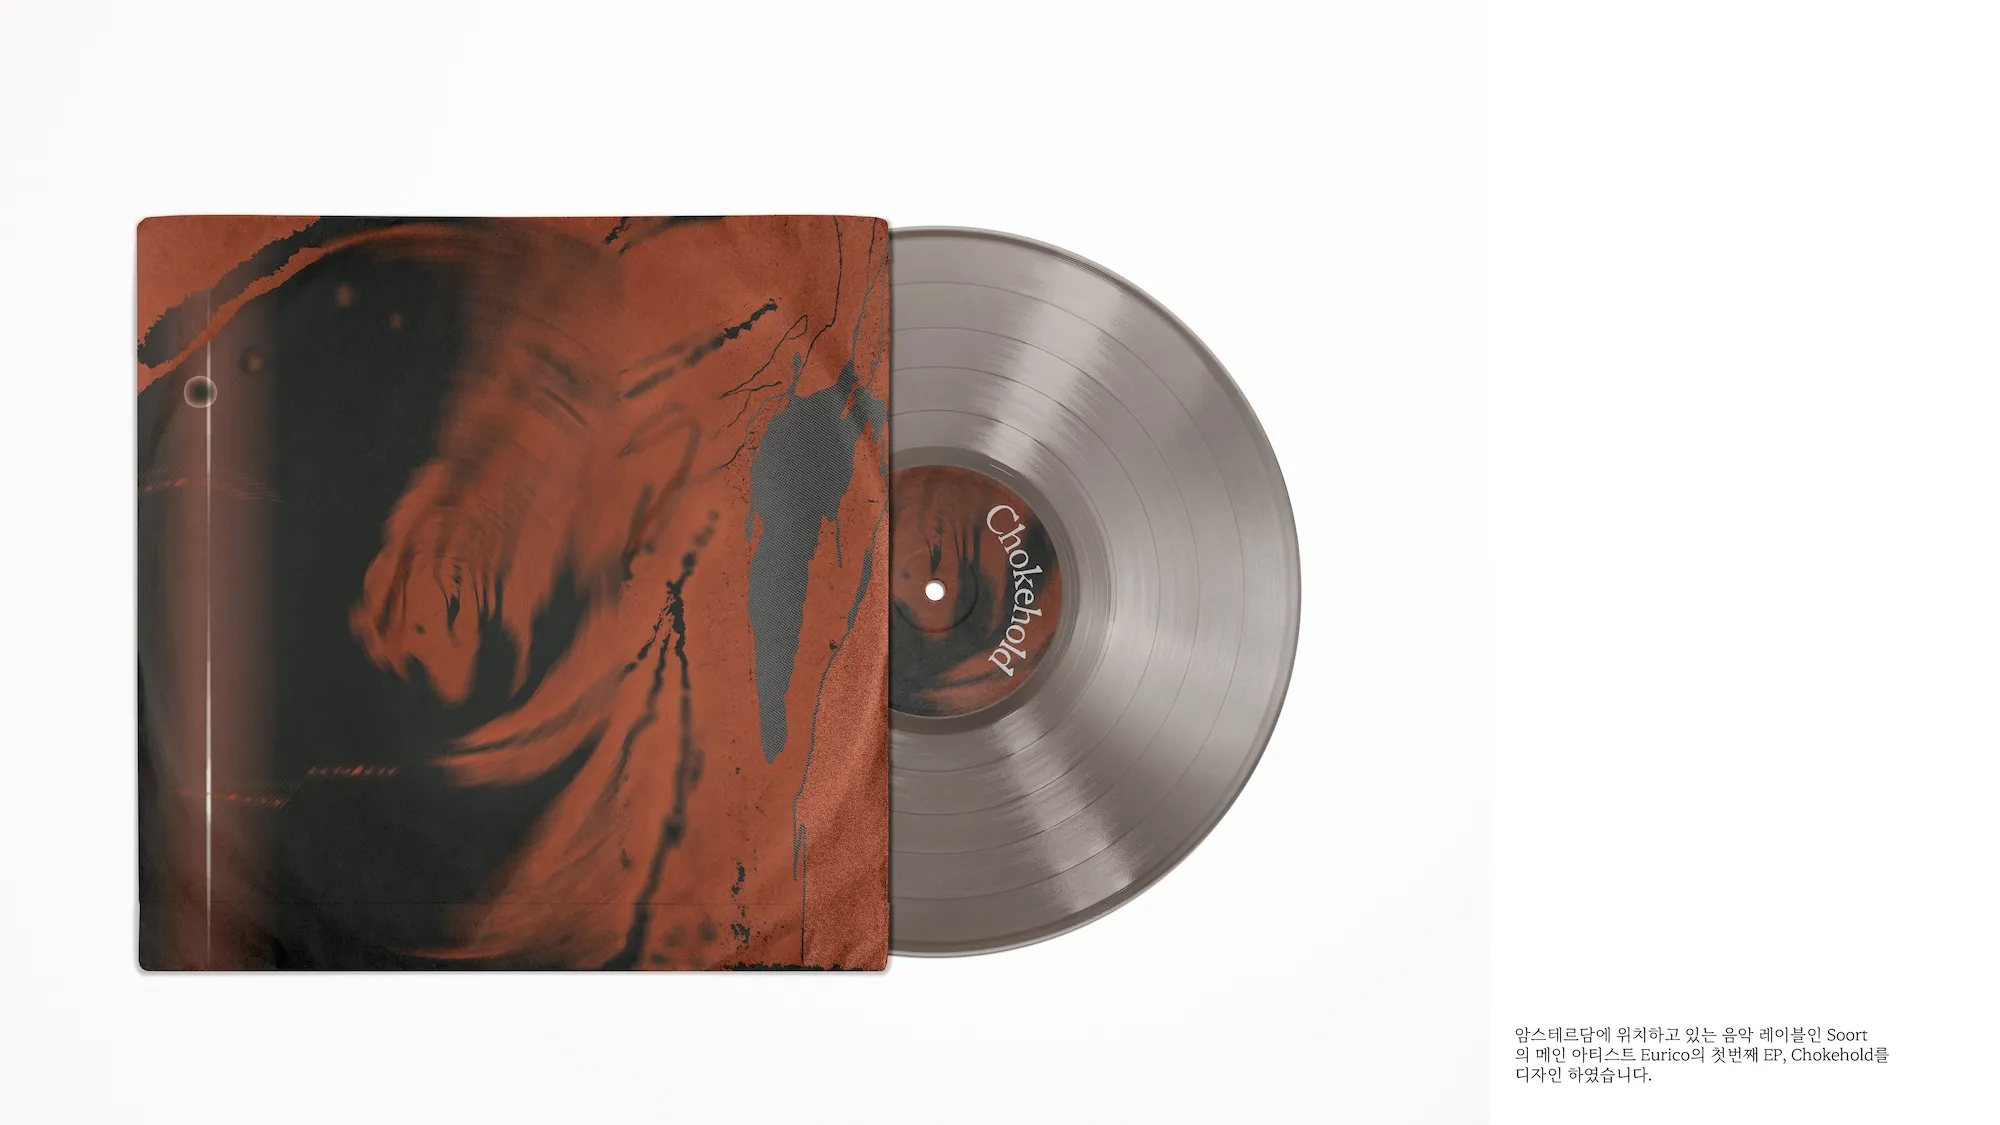 Chokehold
암스테르담에 위치하고 있는 음악 레이블인 Soort
의 메인 아티스트 Eurico의 첫번째 EP, Chokehold를
디자인 하였습니다.